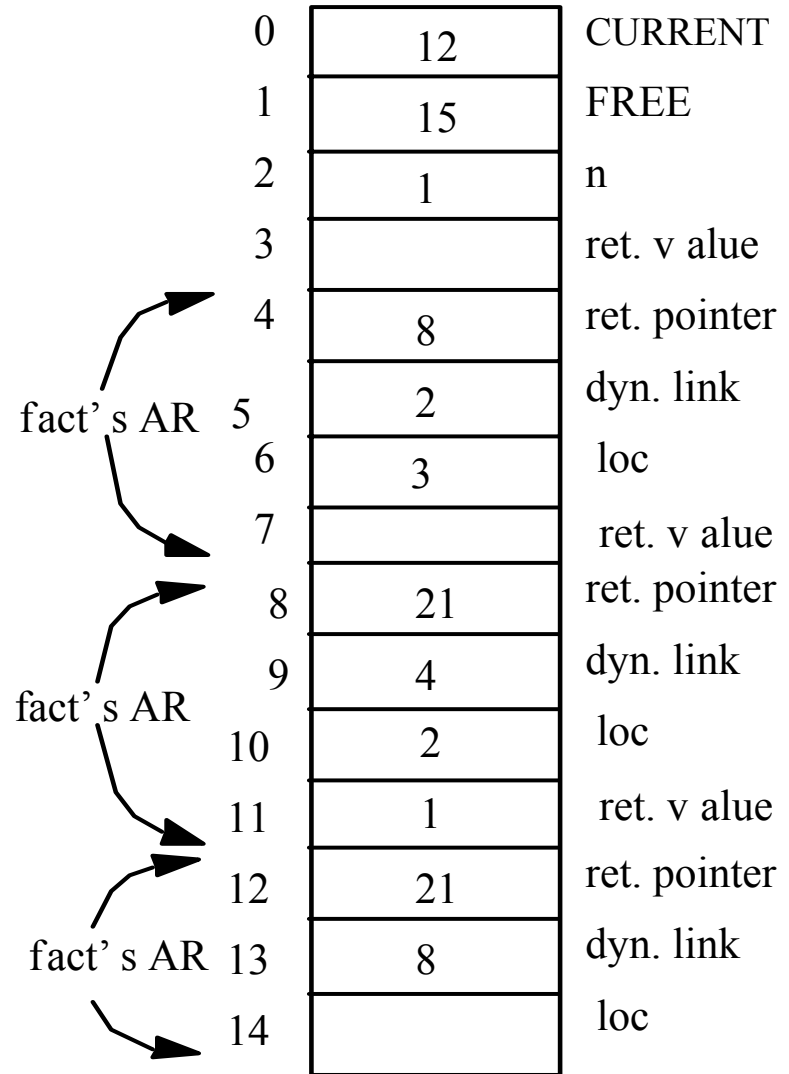 0 12 CURRENT
1 15 FREE
2 1 n
3 ret. v alue
4 8 ret. pointer
fact’ s AR 5 2 dyn. link
6 3 loc
7 ret. v alue
8 21 ret. pointer
9 4 dyn. link
fact’ s AR
10 2 loc
11 1 ret. v alue
12 21 ret. pointer
fact’ s AR 13 8 dyn. link
14 loc